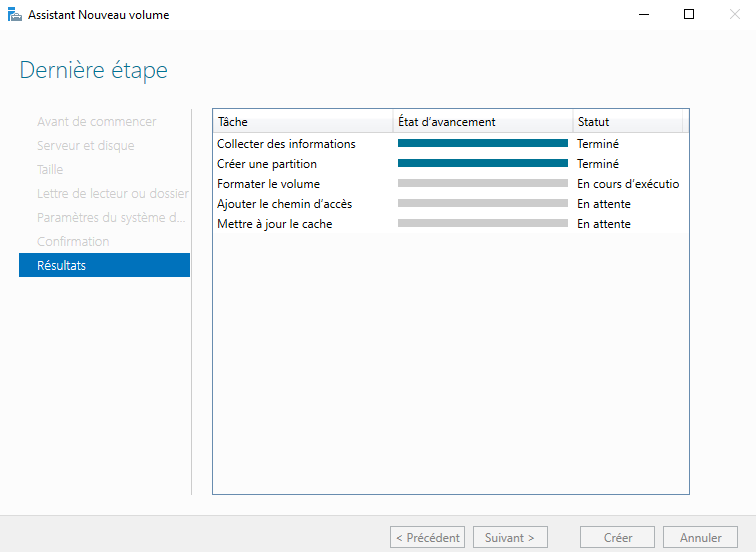 Assistant Nouveau volume
Dernière étape
Avant de commencer
Serveur et disque
Taille
Lettre de lecteur ou dossier
Paramètres du système d...
Confirmation
Résultats
Tâche État d'avancement Statut
Collecter des informations Terminé
Créer une partition Terminé
Formater le volume En cours d'exécutio
Ajouter le chemin d'accès En attente
Mettre à jour le cache En attente
< Précédent Suivant > Créer Annuler